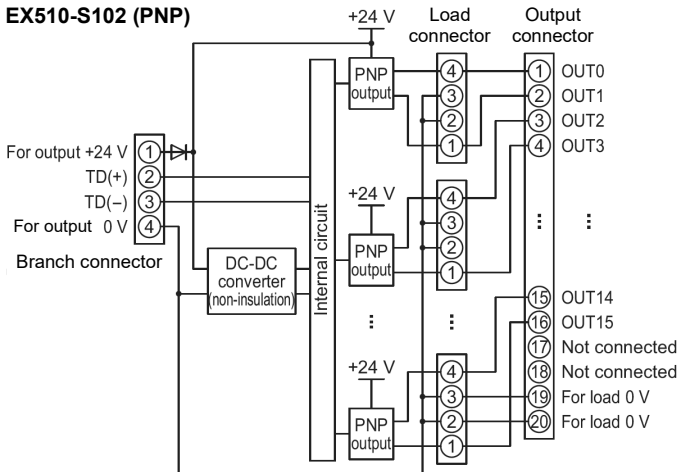 EX510-S102 (PNP)
+24 V
Load
connector
Output
connector
PNP
output
4
3
2
1
1
2
3
4
OUT0
OUT1
OUT2
OUT3
For output +24 V
TD(+)
TD(−)
For output 0 V
1
2
3
4
Branch connector
DC-DC
converter
(non-insulation)
Internal circuit
+24 V
PNP
output
4
3
2
1
+24 V
PNP
output
4
3
2
1
15
16
17
18
19
20
OUT14
OUT15
Not connected
Not connected
For load 0 V
For load 0 V